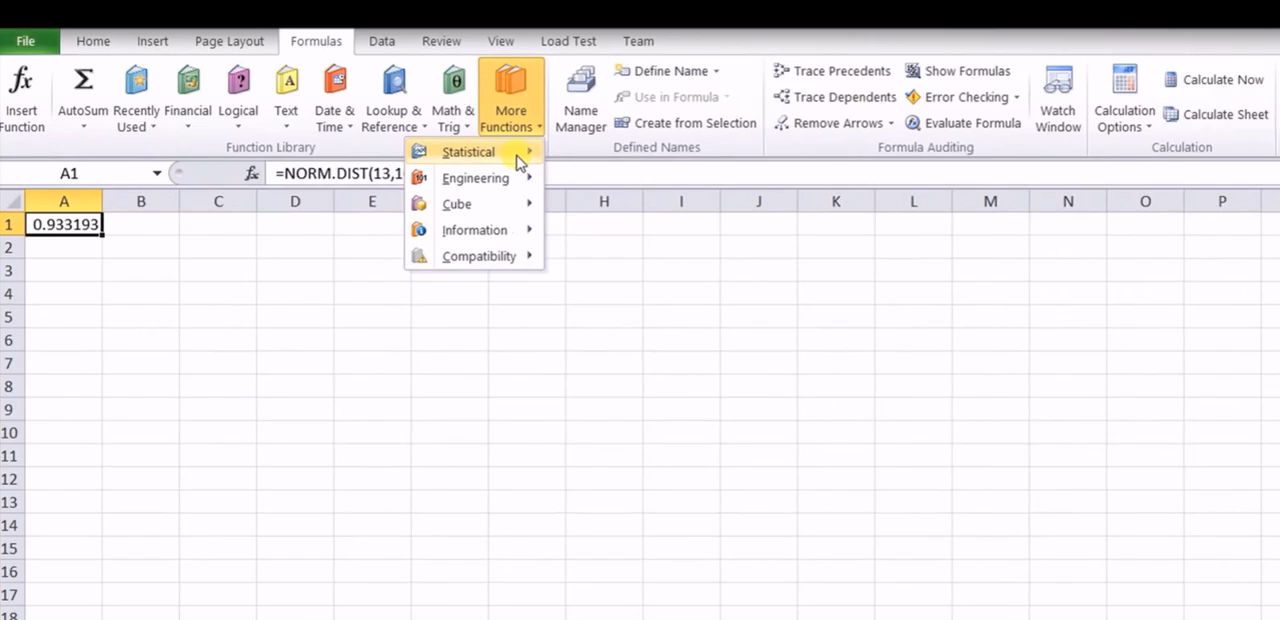 File Home Insert Page Layout Formulas Data Review View Load Test Team
Insert Function
AutoSum
Recently Used
Financial
Logical
Text
Date & Time
Lookup & Reference
Math & Trig
More Functions
Function Library
Name Manager
Define Name
Use in Formula
Create from Selection
Defined Names
Trace Precedents
Trace Dependents
Remove Arrows
Show Formulas
Error Checking
Evaluate Formula
Formula Auditing
Watch Window
Calculation Options
Calculate Now
Calculate Sheet
Calculation
A1 fx =NORM.DIST(13,1
Statistical
Engineering
Cube
Information
Compatibility
A B C D E H I J K L M N O P
1 0.933193
2
3
4
5
6
7
8
9
10
11
12
13
14
15
16
17
18